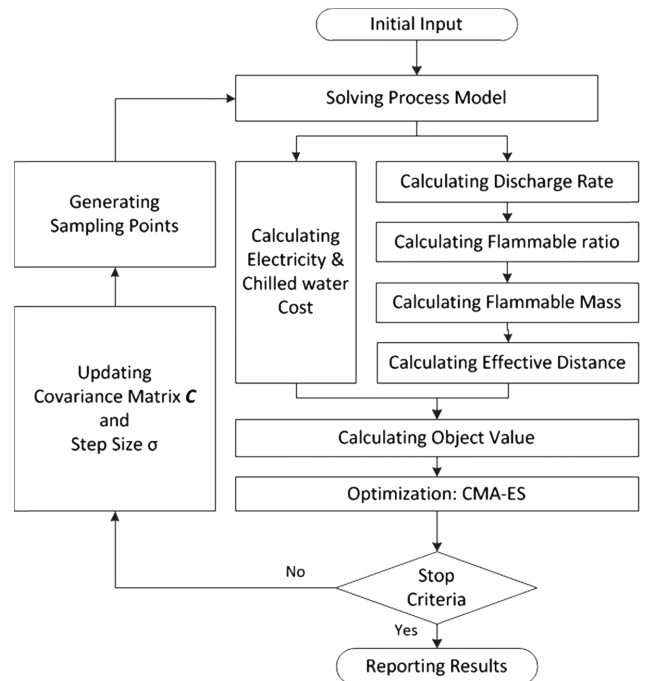 Initial Input
Solving Process Model
Generating
Sampling Points
Calculating
Electricity &
Chilled water
Cost
Calculating Discharge Rate
Calculating Flammable ratio
Calculating Flammable Mass
Calculating Effective Distance
Updating
Covariance Matrix C
and
Step Size σ
Calculating Object Value
Optimization: CMA-ES
No
Stop
Criteria
Yes
Reporting Results